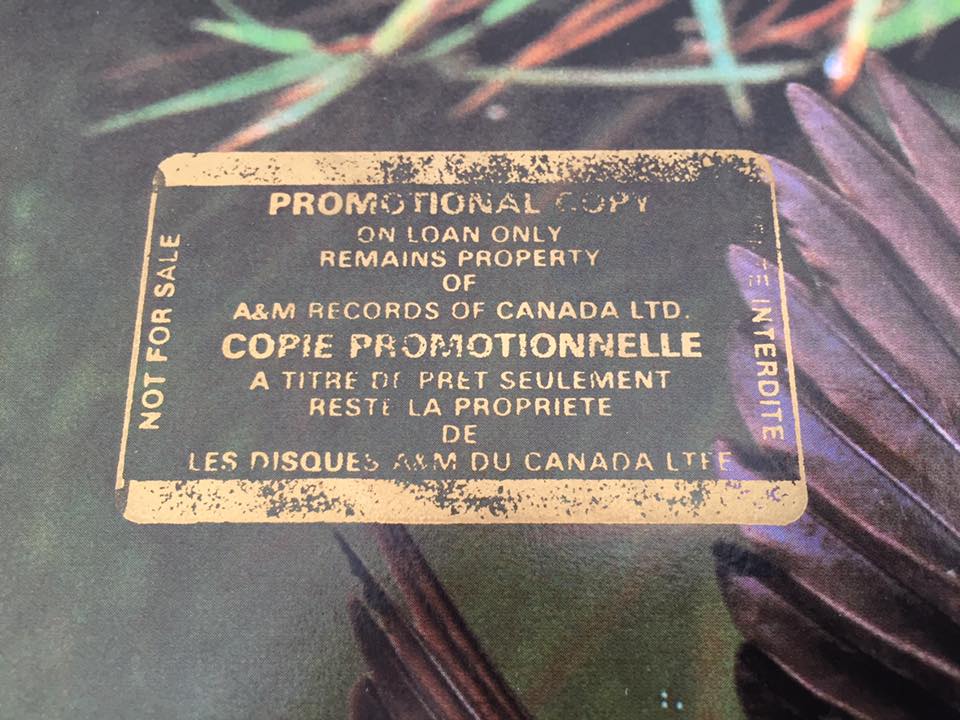 PROMOTIONAL COPY
ON LOAN ONLY
REMAINS PROPERTY
OF
A&M RECORDS OF CANADA LTD.
COPIE PROMOTIONNELLE
A TITRE DE PRET SEULEMENT
RESTE LA PROPRIETE
DE
LES DISQUES A&M DU CANADA LTEE
NOT FOR SALE
INTERDITE